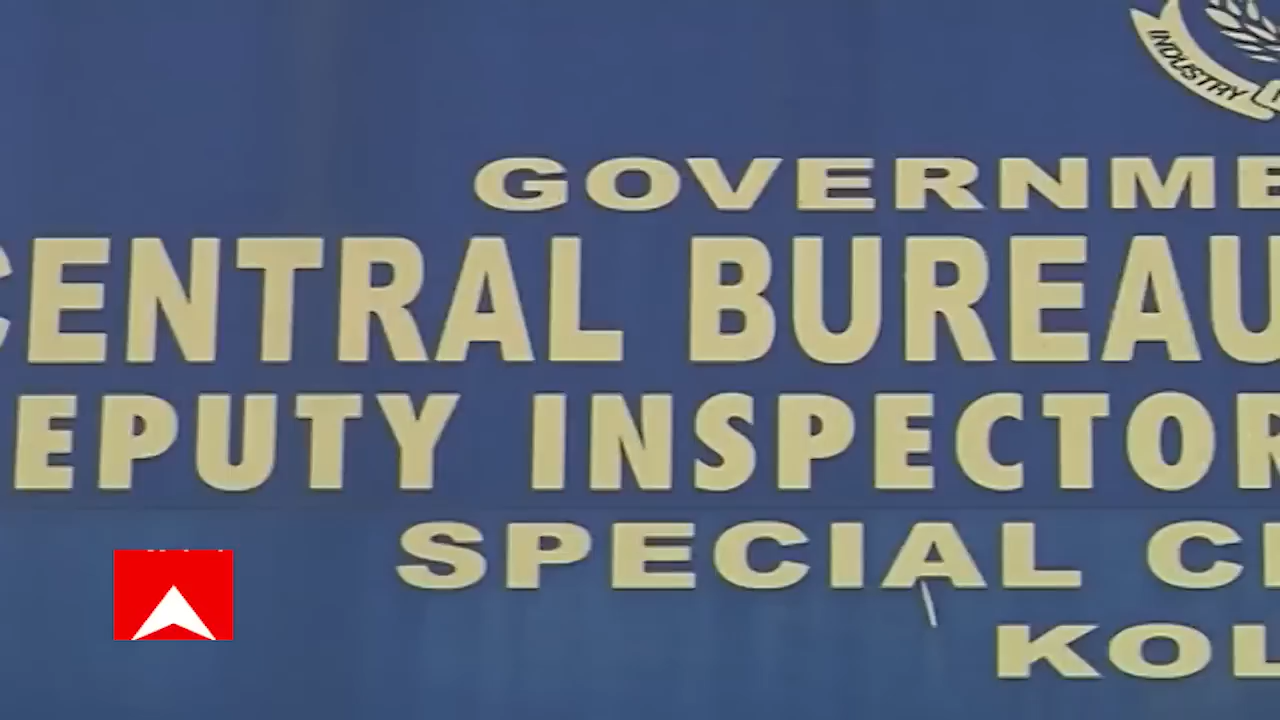 INDUSTRY
GOVERNME
CENTRAL BUREAU
EPUTY INSPECTOR
SPECIAL C
KOL